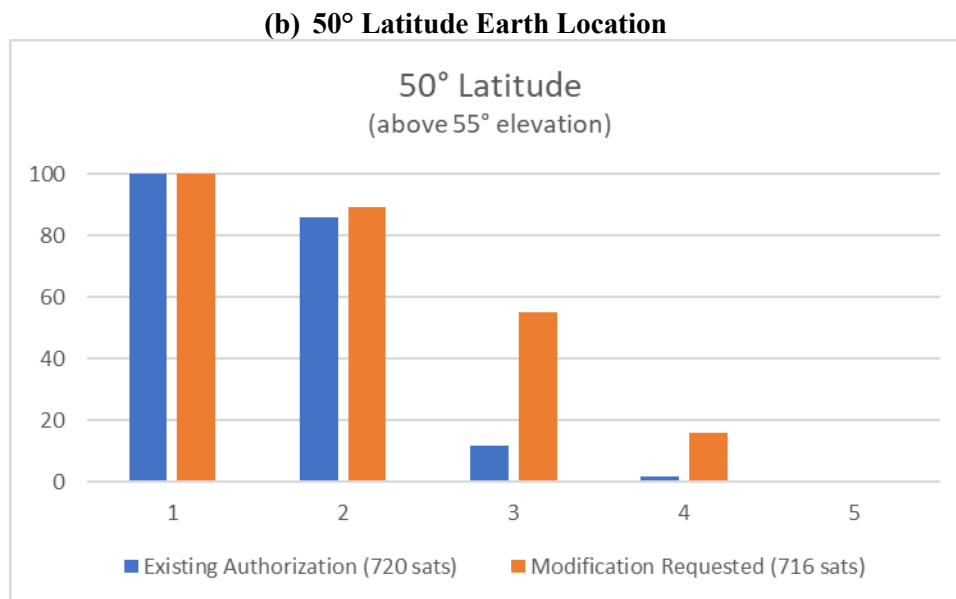 (b) 50° Latitude Earth Location
50° Latitude
(above 55° elevation)
100
80
60
40
20
0
1 2 3 4 5
Existing Authorization (720 sats) Modification Requested (716 sats)